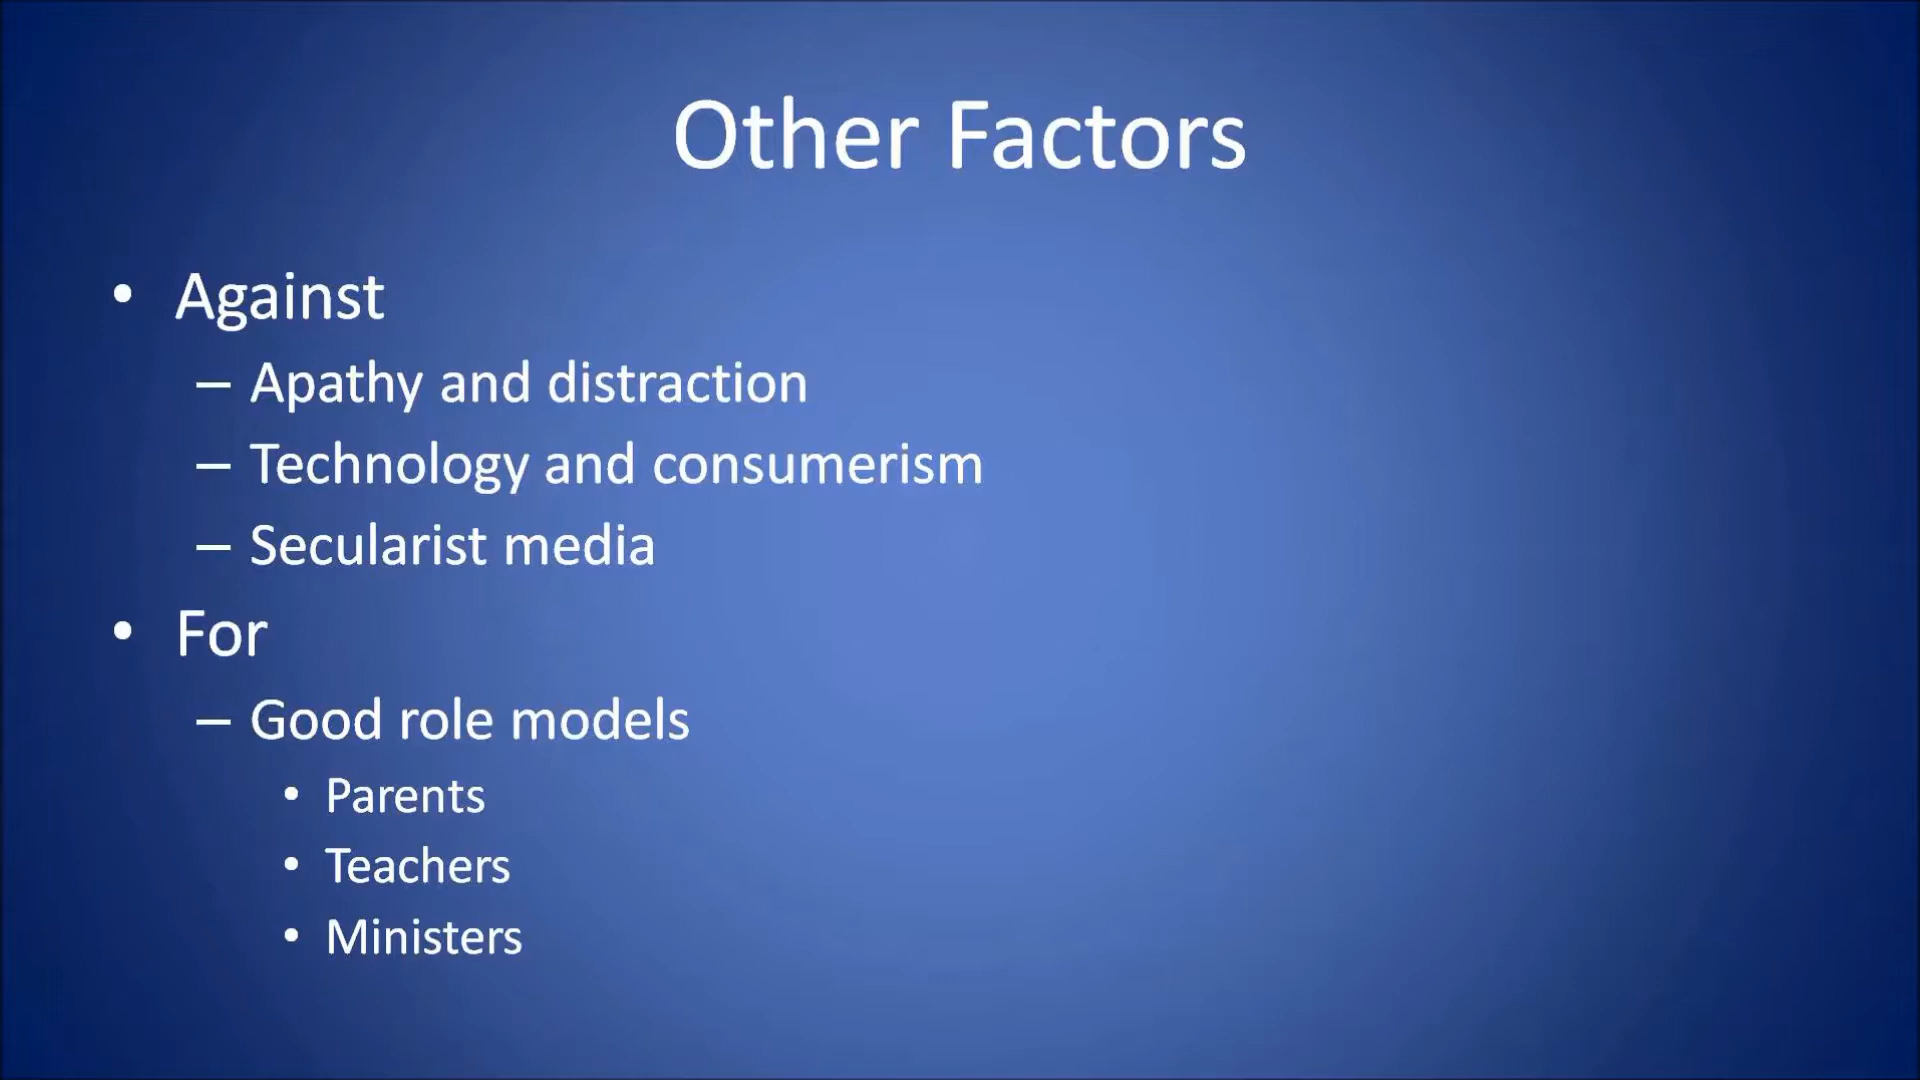 Other Factors
• Against
– Apathy and distraction
– Technology and consumerism
– Secularist media
• For
– Good role models
• Parents
• Teachers
• Ministers